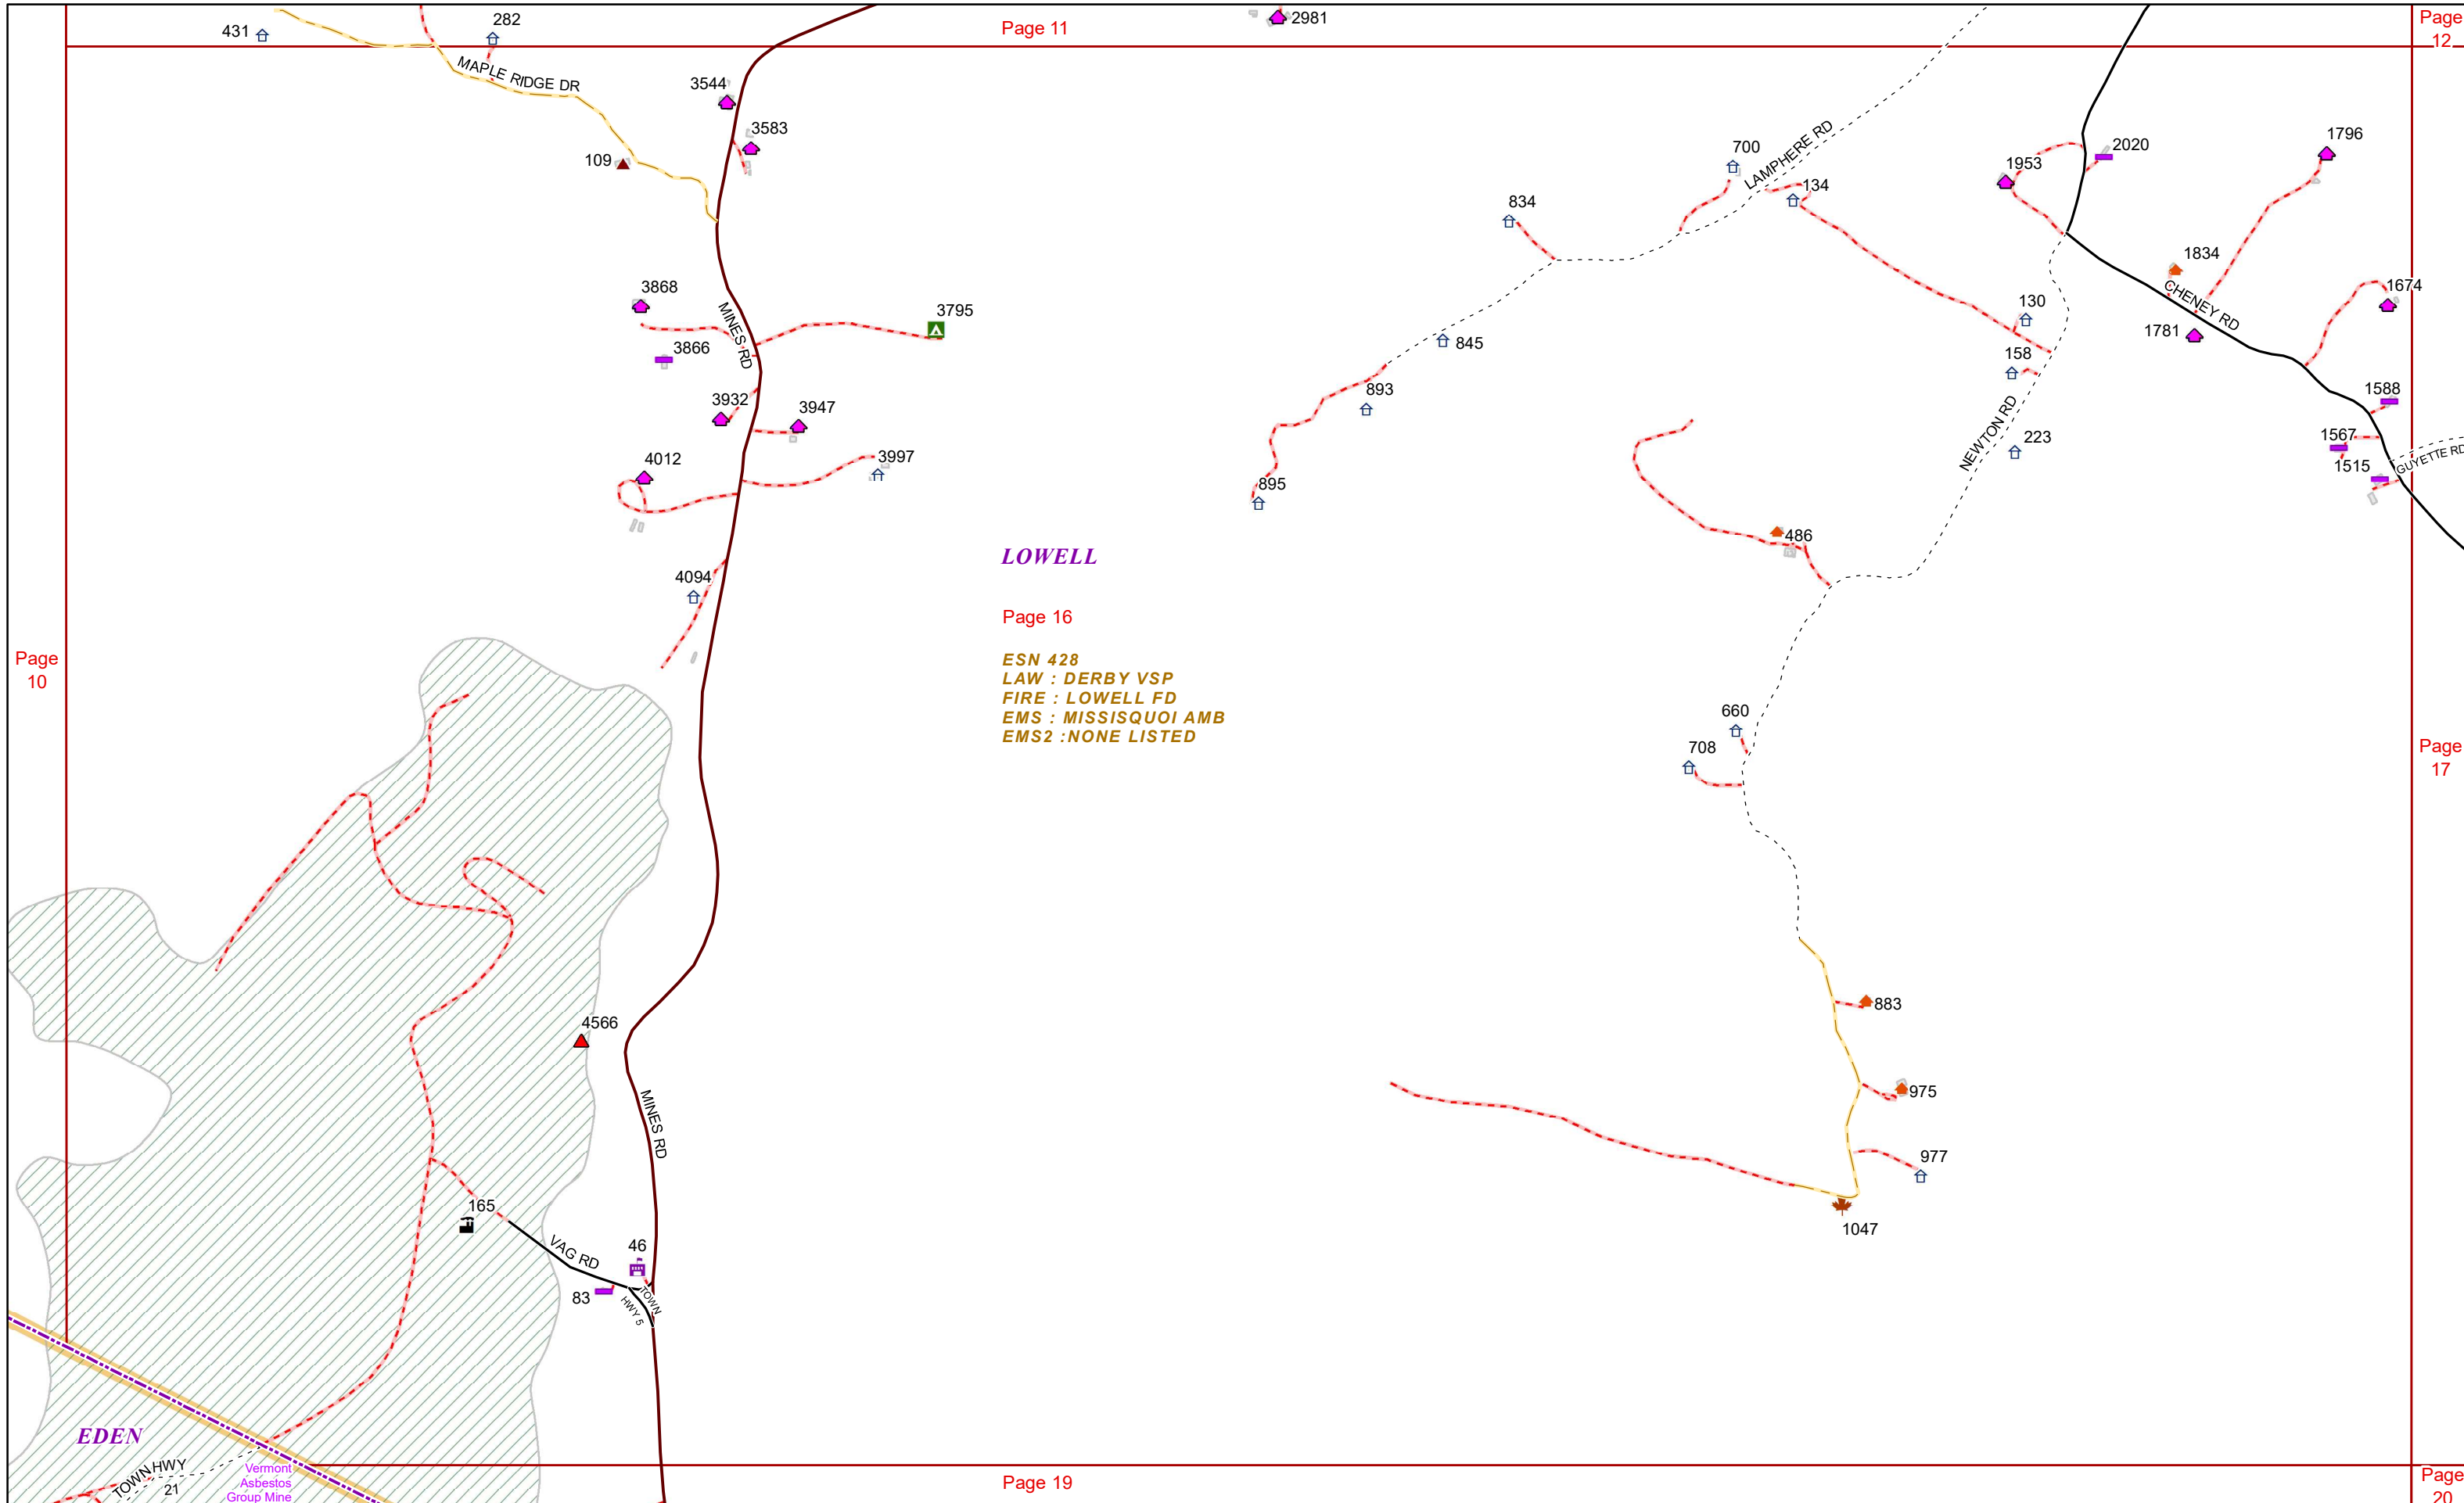 Page 11
Page
12
431
282
2981
MAPLE RIDGE DR
3544
3583
109
LAMPHERE RD
700
134
834
1953
2020
1796
1834
3868
3795
MINES RD
3866
845
130
CHENEY RD
1674
1781
158
893
3932
3947
1588
NEWTON RD
223
1567
GUYETTE RD
1515
4012
3997
895
486
LOWELL
4094
Page 16
Page
10
ESN 428
LAW : DERBY VSP
FIRE : LOWELL FD
EMS : MISSISQUOI AMB
EMS2 :NONE LISTED
660
708
Page
17
883
4566
975
MINES RD
977
165
1047
VAG RD
46
83
TOWN
HWY 5
EDEN
TOWN HWY
21
Vermont
Asbestos
Group Mine
Page 19
Page
20